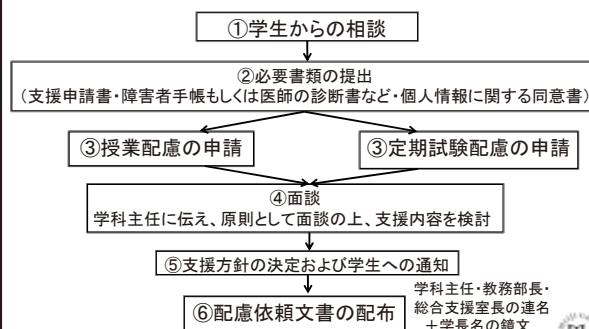 ①学生からの相談
②必要書類の提出
(支援申請書・障害者手帳もしくは医師の診断書など・個人情報に関する同意書)
③授業配慮の申請
③定期試験配慮の申請
④面談
学科主任に伝え、原則として面談の上、支援内容を検討
⑤支援方針の決定および学生への通知
⑥配慮依頼文書の配布
学科主任・教務部長・
総合支援室長の連名
+学長名の鏡文